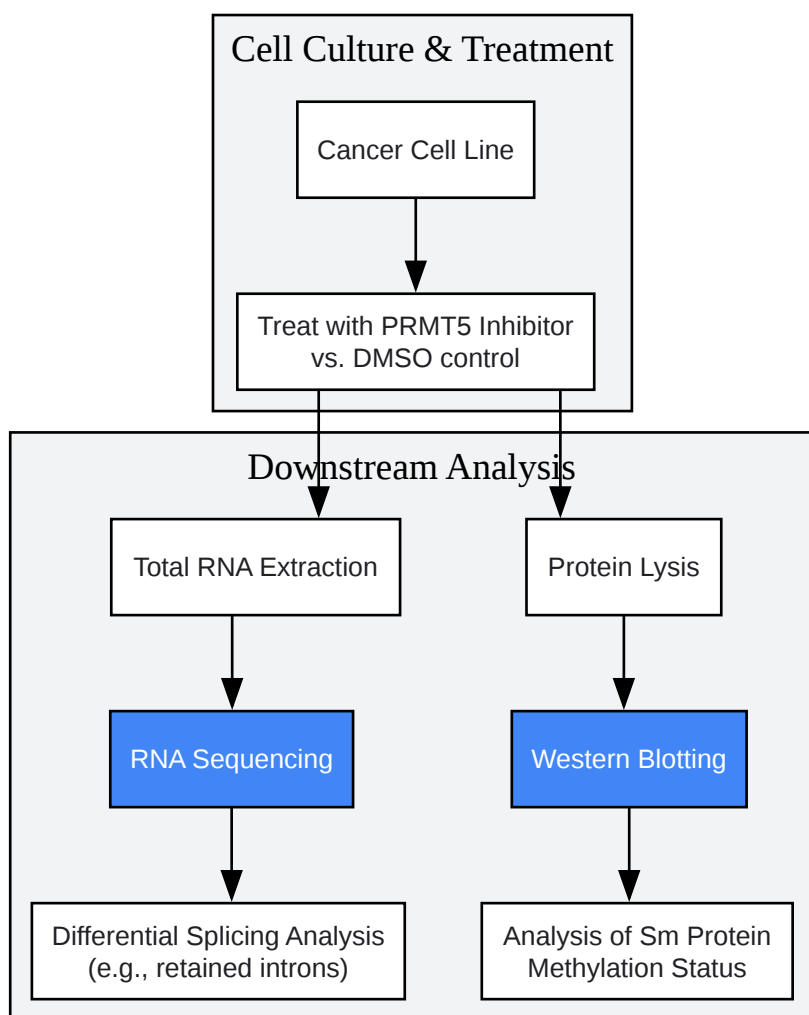 Cell Culture & Treatment
Cancer Cell Line
Treat with PRMT5 Inhibitor
vs. DMSO control
Downstream Analysis
Total RNA Extraction
Protein Lysis
RNA Sequencing
Western Blotting
Differential Splicing Analysis
(e.g., retained introns)
Analysis of Sm Protein
Methylation Status